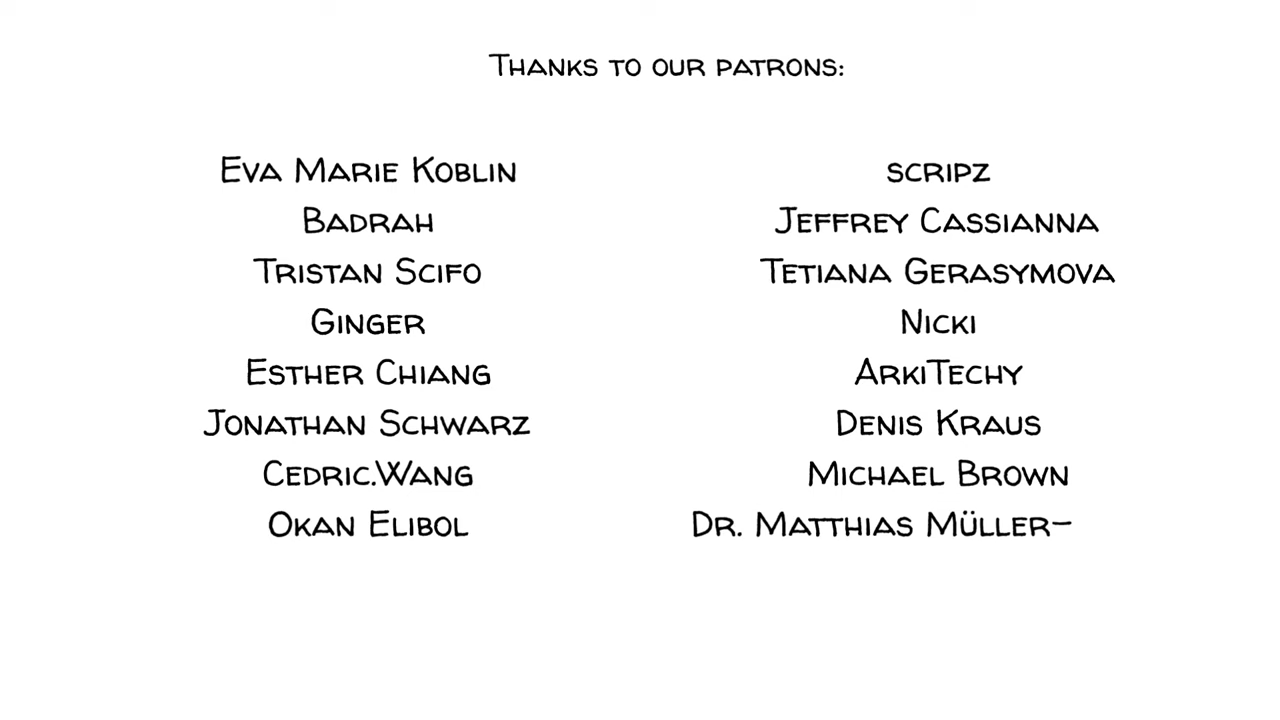 Thanks to our patrons:
Eva Marie Koblin
Badrah
Tristan Scifo
Ginger
Esther Chiang
Jonathan Schwarz
Cedric.Wang
Okan Elibol
scripz
Jeffrey Cassianna
Tetiana Gerasymova
Nicki
ArkiTechy
Denis Kraus
Michael Brown
Dr. Matthias Müller-